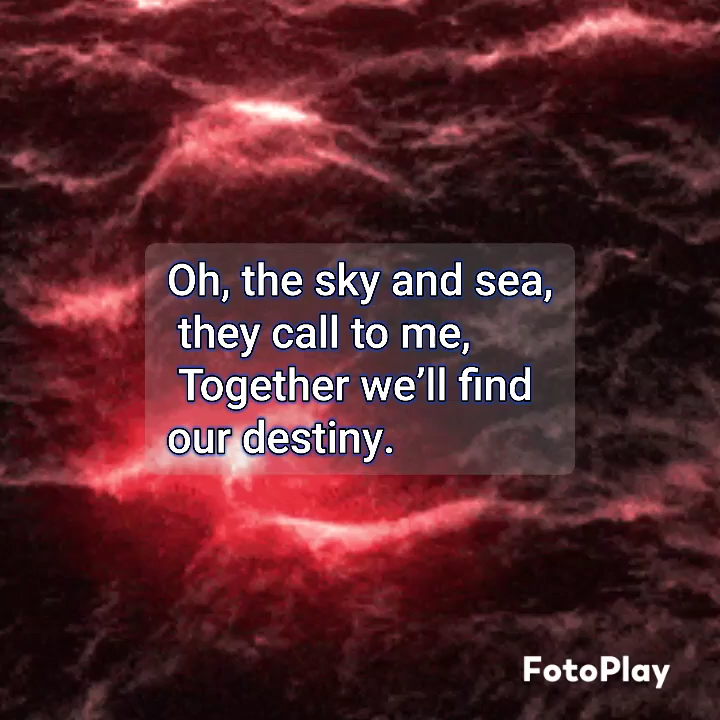 Oh, the sky and sea,
they call to me,
Together we’ll find
our destiny.
FotoPlay